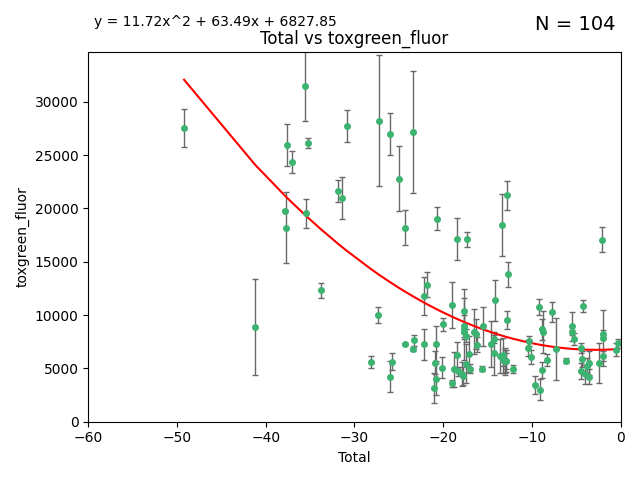 y = 11.72x^2 + 63.49x + 6827.85
N = 104
Total vs toxgreen_fluor
30000
25000
20000
15000
10000
5000
0
toxgreen_fluor
−60
−50
−40
−30
−20
−10
0
Total